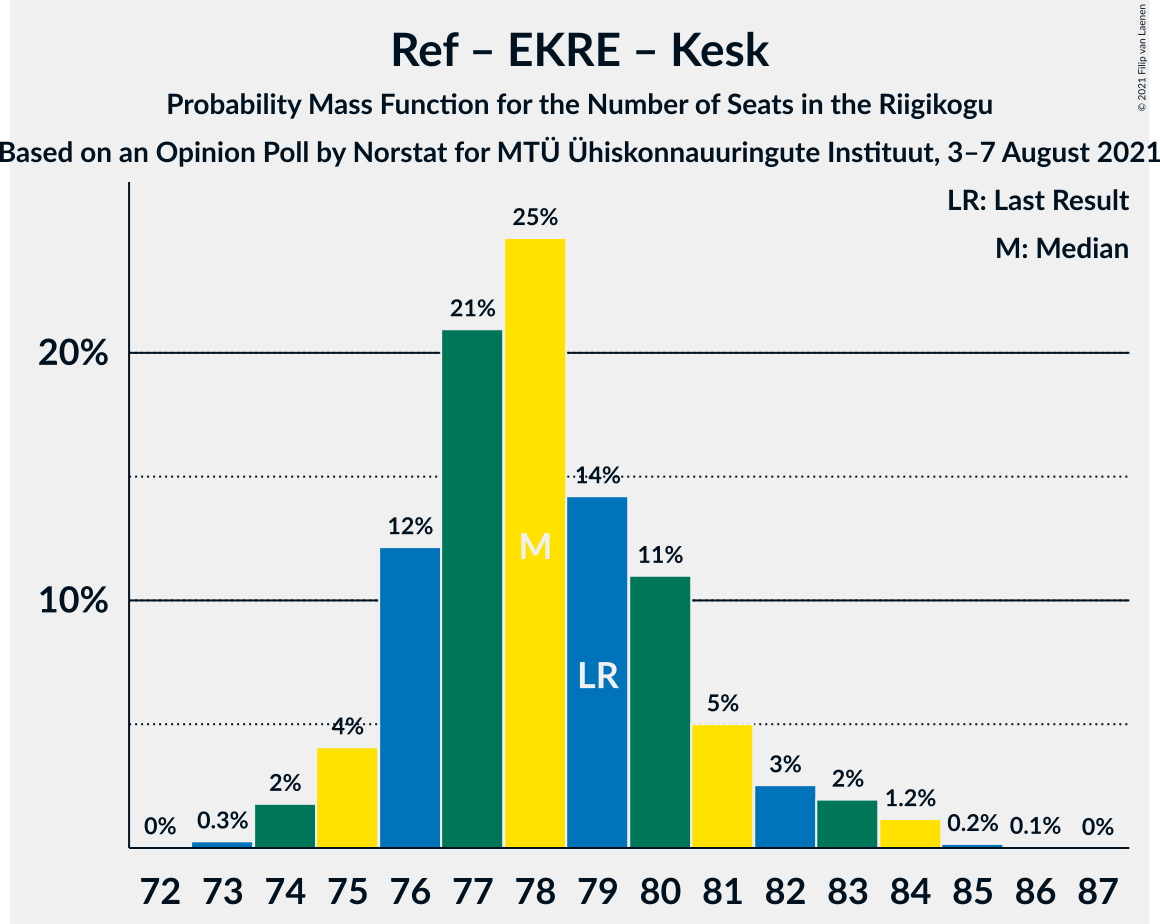 Ref – EKRE – Kesk
Probability Mass Function for the Number of Seats in the Riigikogu
Based on an Opinion Poll by Norstat for MTÜ Ühiskonnauuringute Instituut, 3–7 August 2021
© 2021 Filip van Laenen
LR: Last Result
M: Median
25%
21%
20%
14%
12%
M
11%
10%
LR
5%
4%
3%
2%
2%
1.2%
0%
0.3%
0.2%
0.1%
0%
72 73 74 75 76 77 78 79 80 81 82 83 84 85 86 87